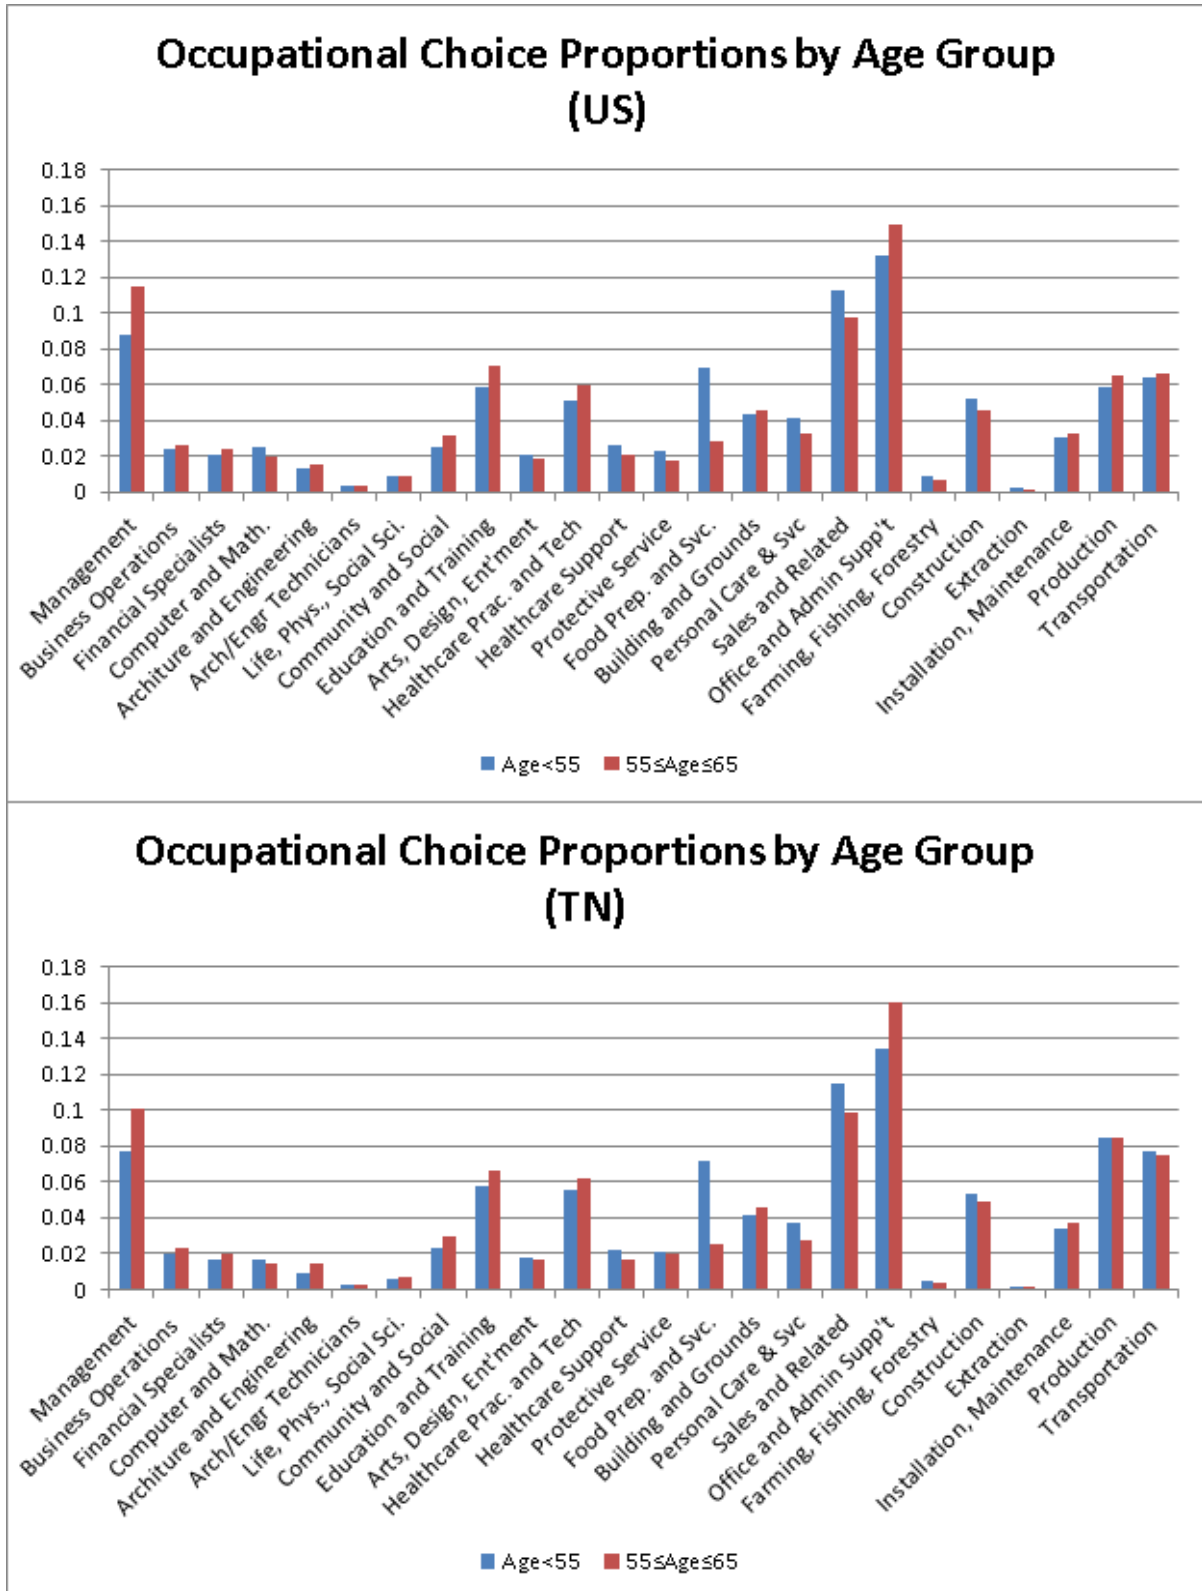 Occupational Choice Proportions by Age Group
(US)
0.18
0.16
0.14
0.12
0.1
0.08
0.06
0.04
0.02
0
Management
Business Operations
Financial Specialists
Computer and Math.
Architure and Engineering
Arch/Engr Technicians
Life, Phys., Social Sci.
Community and Social
Education and Training
Arts, Design, Ent'ment
Healthcare Prac. and Tech
Healthcare Support
Protective Service
Food Prep. and Svc.
Building and Grounds
Personal Care & Svc
Sales and Related
Office and Admin Supp't
Farming, Fishing, Forestry
Construction
Extraction
Installation, Maintenance
Production
Transportation
Age<55 55≤Age≤65
Occupational Choice Proportions by Age Group
(TN)
0.18
0.16
0.14
0.12
0.1
0.08
0.06
0.04
0.02
0
Management
Business Operations
Financial Specialists
Computer and Math.
Architure and Engineering
Arch/Engr Technicians
Life, Phys., Social Sci.
Community and Social
Education and Training
Arts, Design, Ent'ment
Healthcare Prac. and Tech
Healthcare Support
Protective Service
Food Prep. and Svc.
Building and Grounds
Personal Care & Svc
Sales and Related
Office and Admin Supp't
Farming, Fishing, Forestry
Construction
Extraction
Installation, Maintenance
Production
Transportation
Age<55 55≤Age≤65